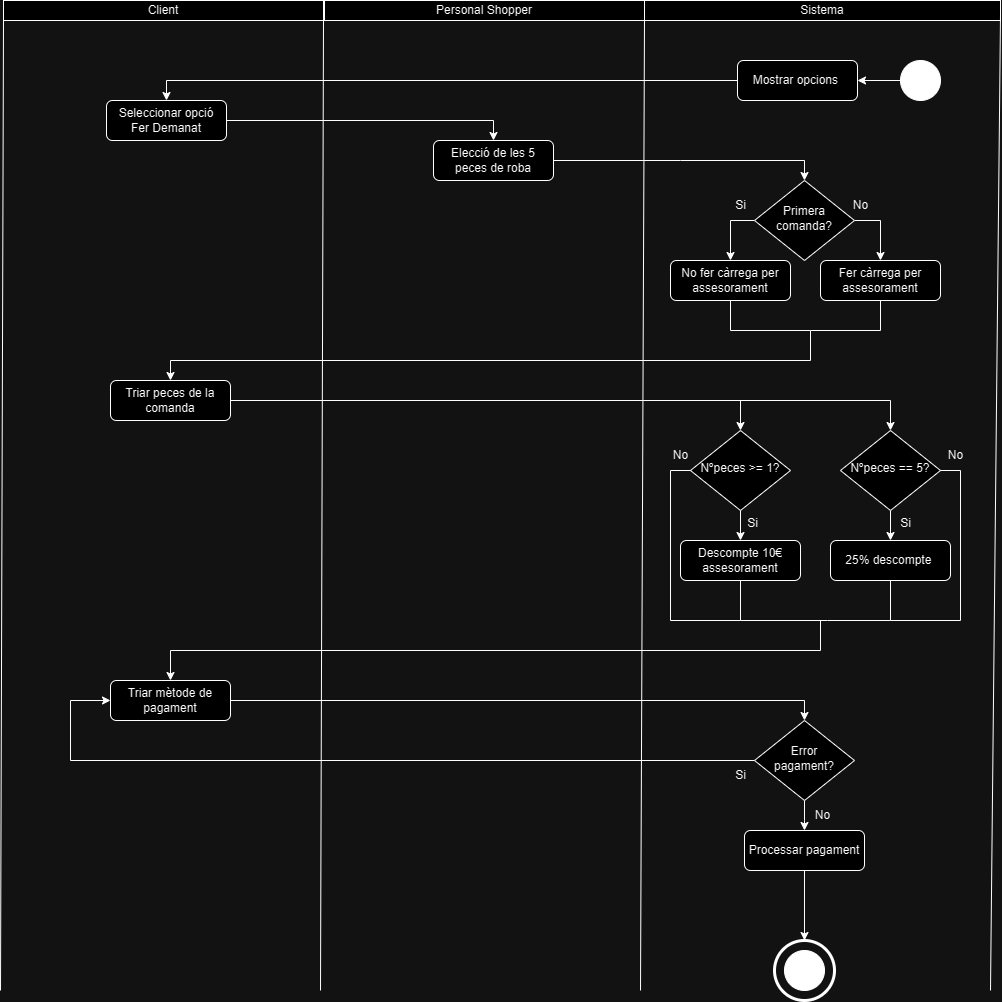 Client
Personal Shopper
Sistema
Mostrar opcions
Seleccionar opció
Fer Demanat
Elecció de les 5
peces de roba
Si
Primera
comanda?
No
No fer càrrega per
assesorament
Fer càrrega per
assesorament
Triar peces de la
comanda
No
Nºpeces >= 1?
Nºpeces == 5?
No
Si
Si
Descompte 10€
assesorament
25% descompte
Triar mètode de
pagament
Error
pagament?
Si
No
Processar pagament